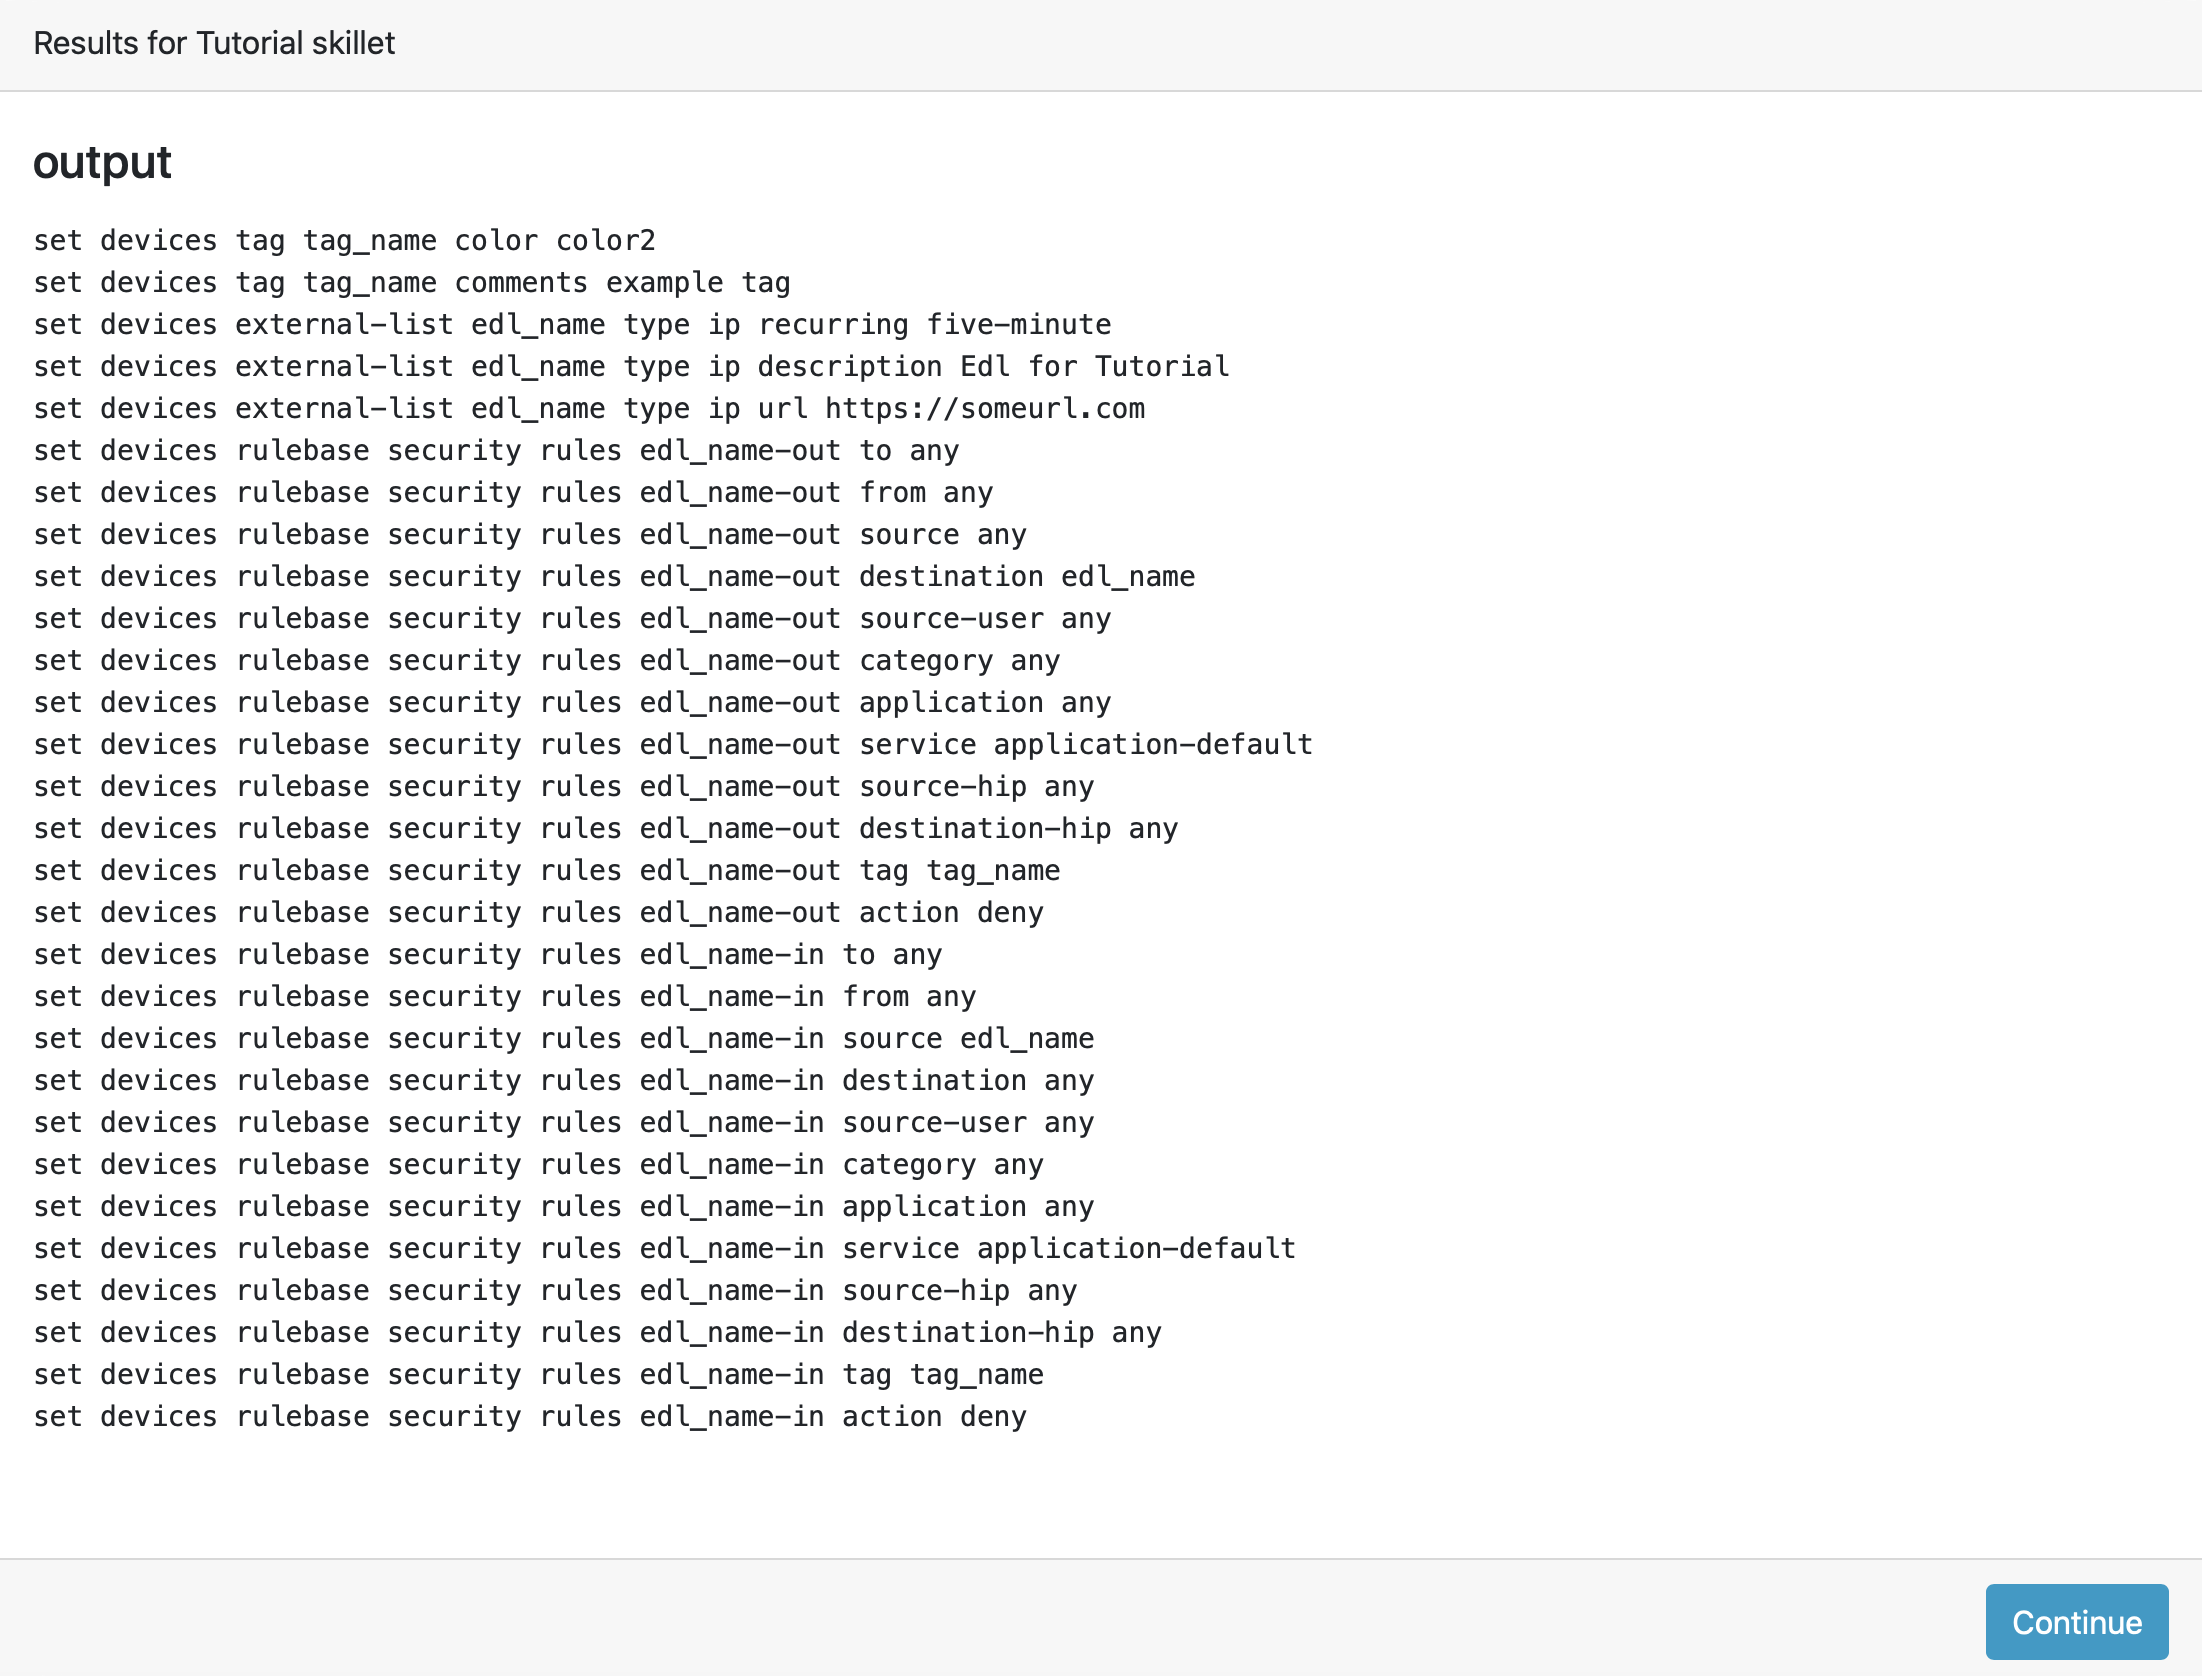 Results for Tutorial skillet
output
set devices tag tag_name color color2
set devices tag tag_name comments example tag
set devices external-list edl_name type ip recurring five-minute
set devices external-list edl_name type ip description Edl for Tutorial
set devices external-list edl_name type ip url https://someurl.com
set devices rulebase security rules edl_name-out to any
set devices rulebase security rules edl_name-out from any
set devices rulebase security rules edl_name-out source any
set devices rulebase security rules edl_name-out destination edl_name
set devices rulebase security rules edl_name-out source-user any
set devices rulebase security rules edl_name-out category any
set devices rulebase security rules edl_name-out application any
set devices rulebase security rules edl_name-out service application-default
set devices rulebase security rules edl_name-out source-hip any
set devices rulebase security rules edl_name-out destination-hip any
set devices rulebase security rules edl_name-out tag tag_name
set devices rulebase security rules edl_name-out action deny
set devices rulebase security rules edl_name-in to any
set devices rulebase security rules edl_name-in from any
set devices rulebase security rules edl_name-in source edl_name
set devices rulebase security rules edl_name-in destination any
set devices rulebase security rules edl_name-in source-user any
set devices rulebase security rules edl_name-in category any
set devices rulebase security rules edl_name-in application any
set devices rulebase security rules edl_name-in service application-default
set devices rulebase security rules edl_name-in source-hip any
set devices rulebase security rules edl_name-in destination-hip any
set devices rulebase security rules edl_name-in tag tag_name
set devices rulebase security rules edl_name-in action deny
Continue